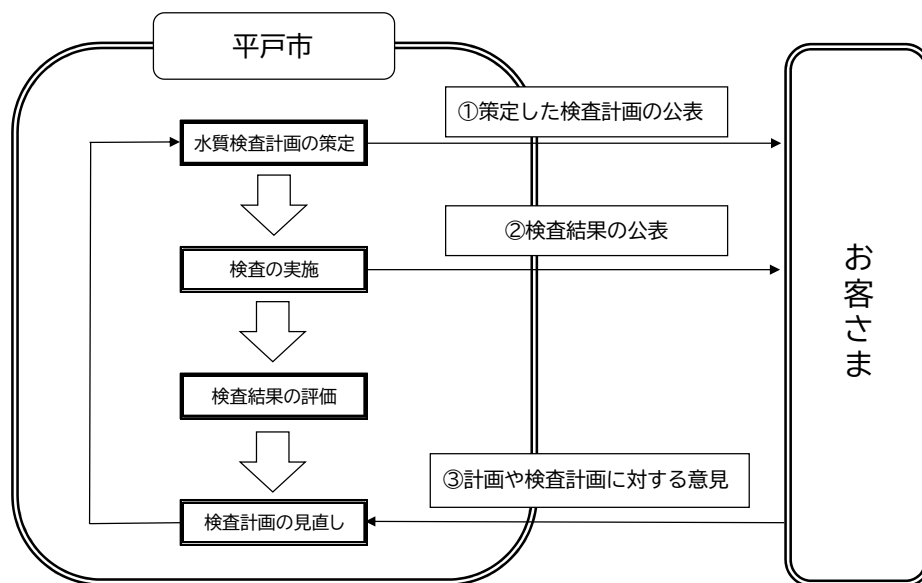 平戸市
①策定した検査計画の公表
水質検査計画の策定
②検査結果の公表
検査の実施
お客さま
検査結果の評価
③計画や検査計画に対する意見
検査計画の見直し